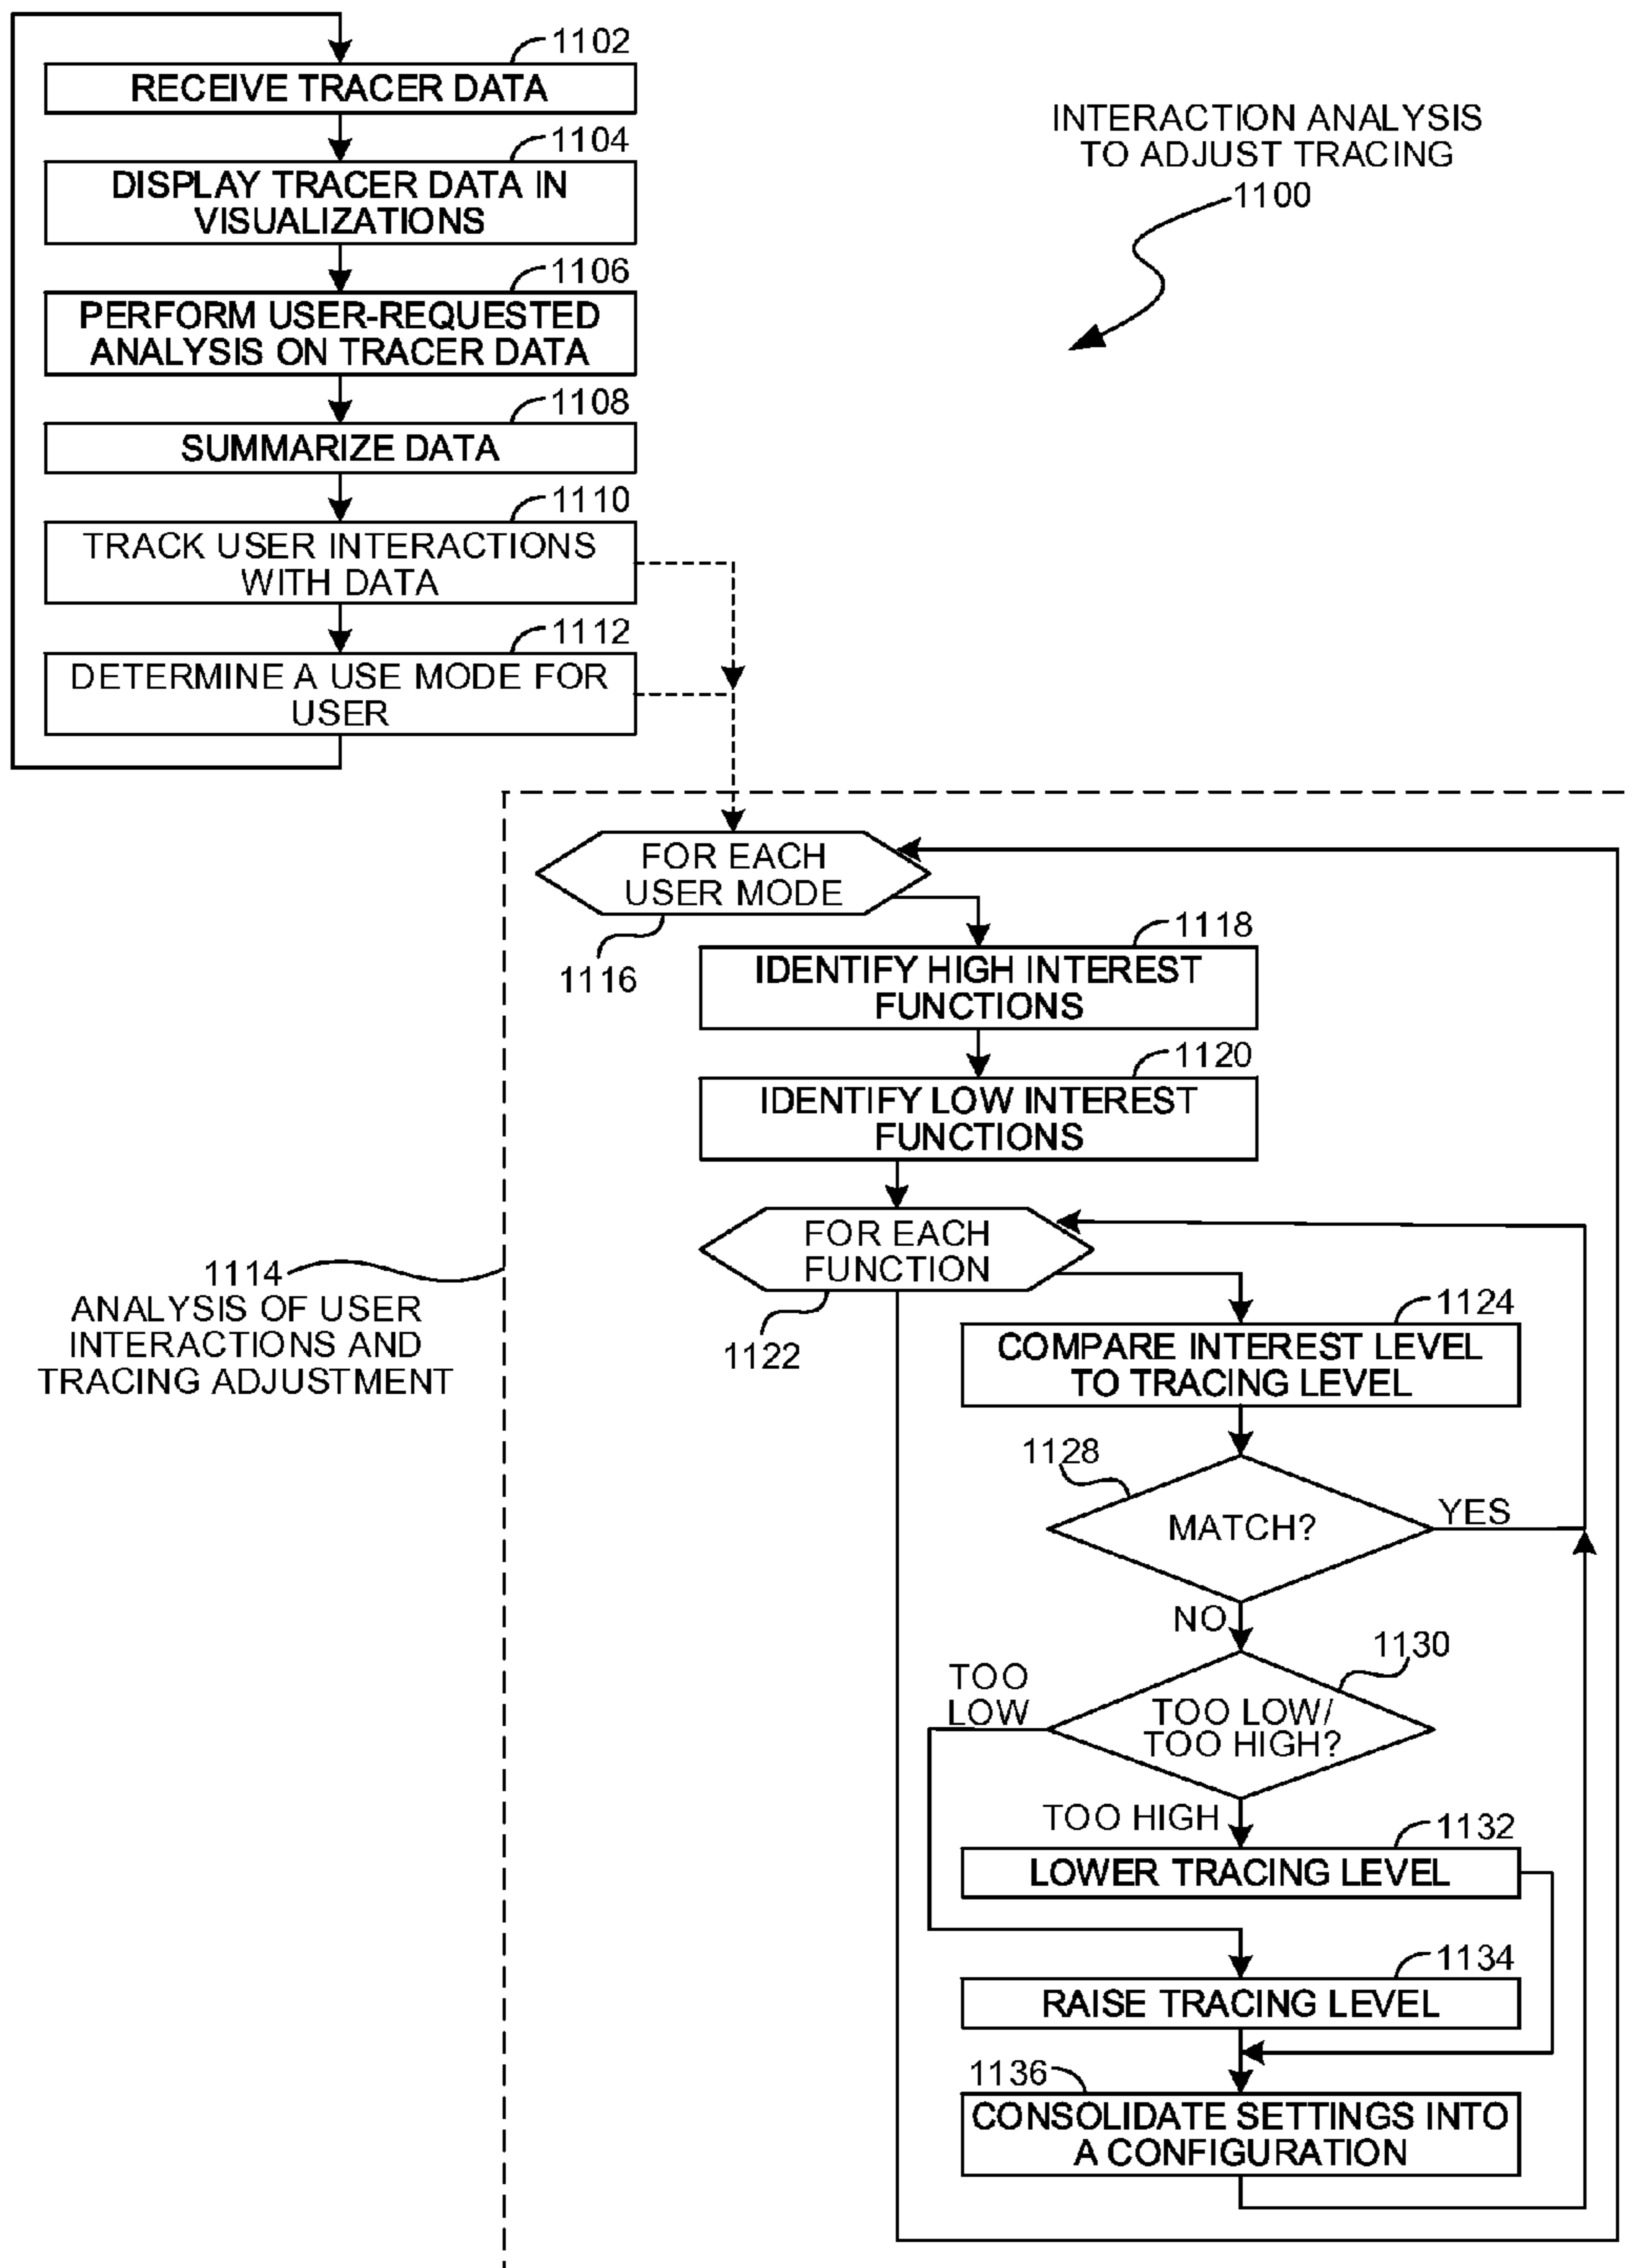 1102
RECEIVE TRACER DATA
1104
DISPLAY TRACER DATA IN
VISUALIZATIONS
1106
PERFORM USER-REQUESTED
ANALYSIS ON TRACER DATA
1108
SUMMARIZE DATA
1110
TRACK USER INTERACTIONS
WITH DATA
1112
DETERMINE A USE MODE FOR
USER
INTERACTION ANALYSIS
TO ADJUST TRACING
1100
FOR EACH
USER MODE
1116
1118
IDENTIFY HIGH INTEREST
FUNCTIONS
1120
IDENTIFY LOW INTEREST
FUNCTIONS
FOR EACH
FUNCTION
1122
1114
ANALYSIS OF USER
INTERACTIONS AND
TRACING ADJUSTMENT
1124
COMPARE INTEREST LEVEL
TO TRACING LEVEL
1128
MATCH?
YES
NO
1130
TOO
LOW
TOO LOW/
TOO HIGH?
TOO HIGH
1132
LOWER TRACING LEVEL
1134
RAISE TRACING LEVEL
1136
CONSOLIDATE SETTINGS INTO
A CONFIGURATION